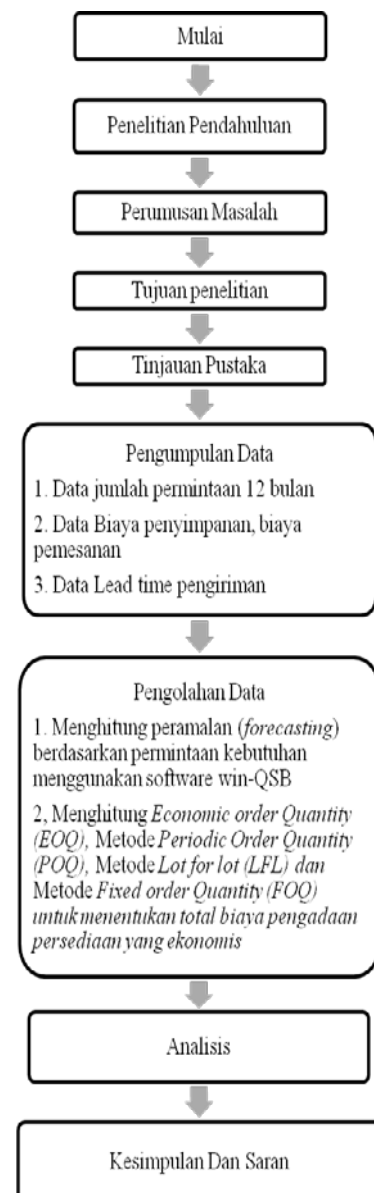 Mulai
Penelitian Pendahuluan
Perumusan Masalah
Tujuan penelitian
Tinjauan Pustaka
Pengumpulan Data
1. Data jumlah permintaan 12 bulan
2. Data Biaya penyimpanan, biaya
pemesanan
3. Data Lead time pengiriman
Pengolahan Data
1. Menghitung peramalan (forecasting)
berdasarkan permintaan kebutuhan
menggunakan software win-QSB
2, Menghitung Economic order Quantity
(EOQ), Metode Periodic Order Quantity
(POQ), Metode Lot for lot (LFL) dan
Metode Fixed order Quantity (FOQ)
untuk menentukan total biaya pengadaan
persediaan yang ekonomis
Analisis
Kesimpulan Dan Saran